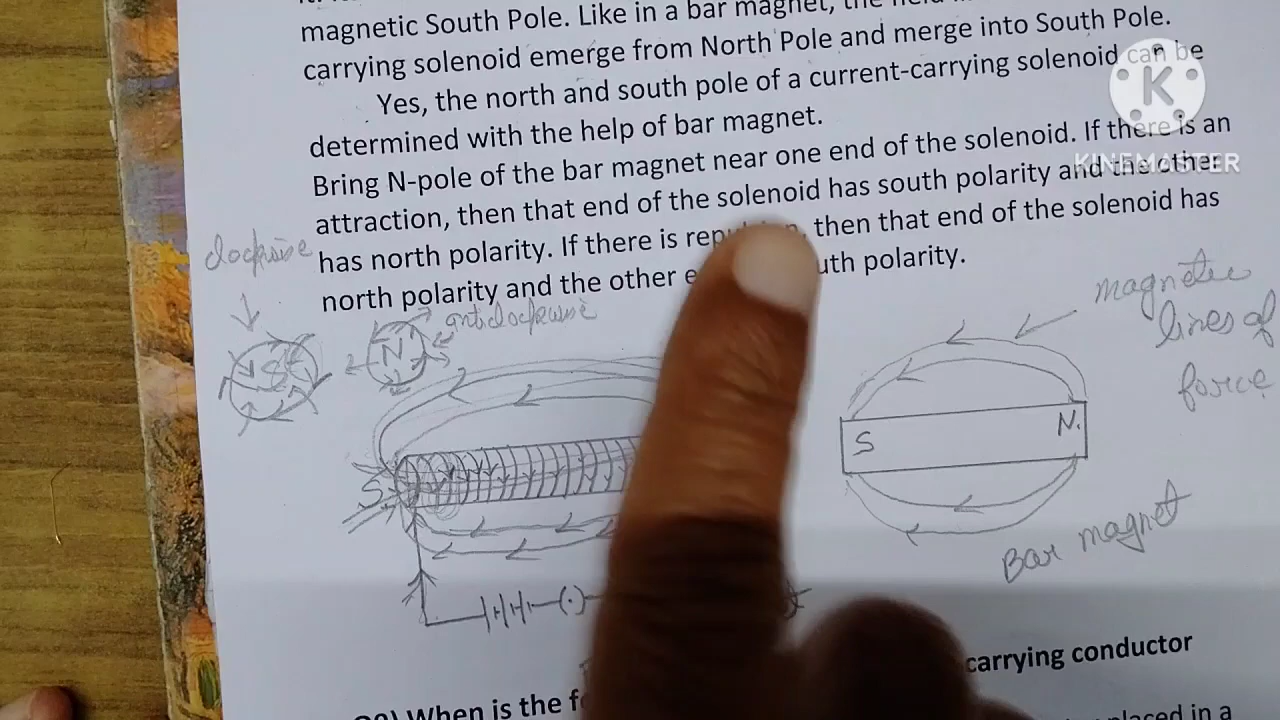 magnetic South Pole. Like in a bar magnet, the
carrying solenoid emerge from North Pole and merge into South Pole.
Yes, the north and south pole of a current-carrying solenoid can be
determined with the help of bar magnet.
Bring N-pole of the bar magnet near one end of the solenoid. If there is an
attraction, then that end of the solenoid has south polarity and the other
has north polarity. If there is then that end of the solenoid has
north polarity and the other polarity.
K
KINEMASTER
clockwise
N
anticlockwise
S
magnetic
lines of
force
S
N.
Bar magnet
carrying conductor
When is the
placed in a